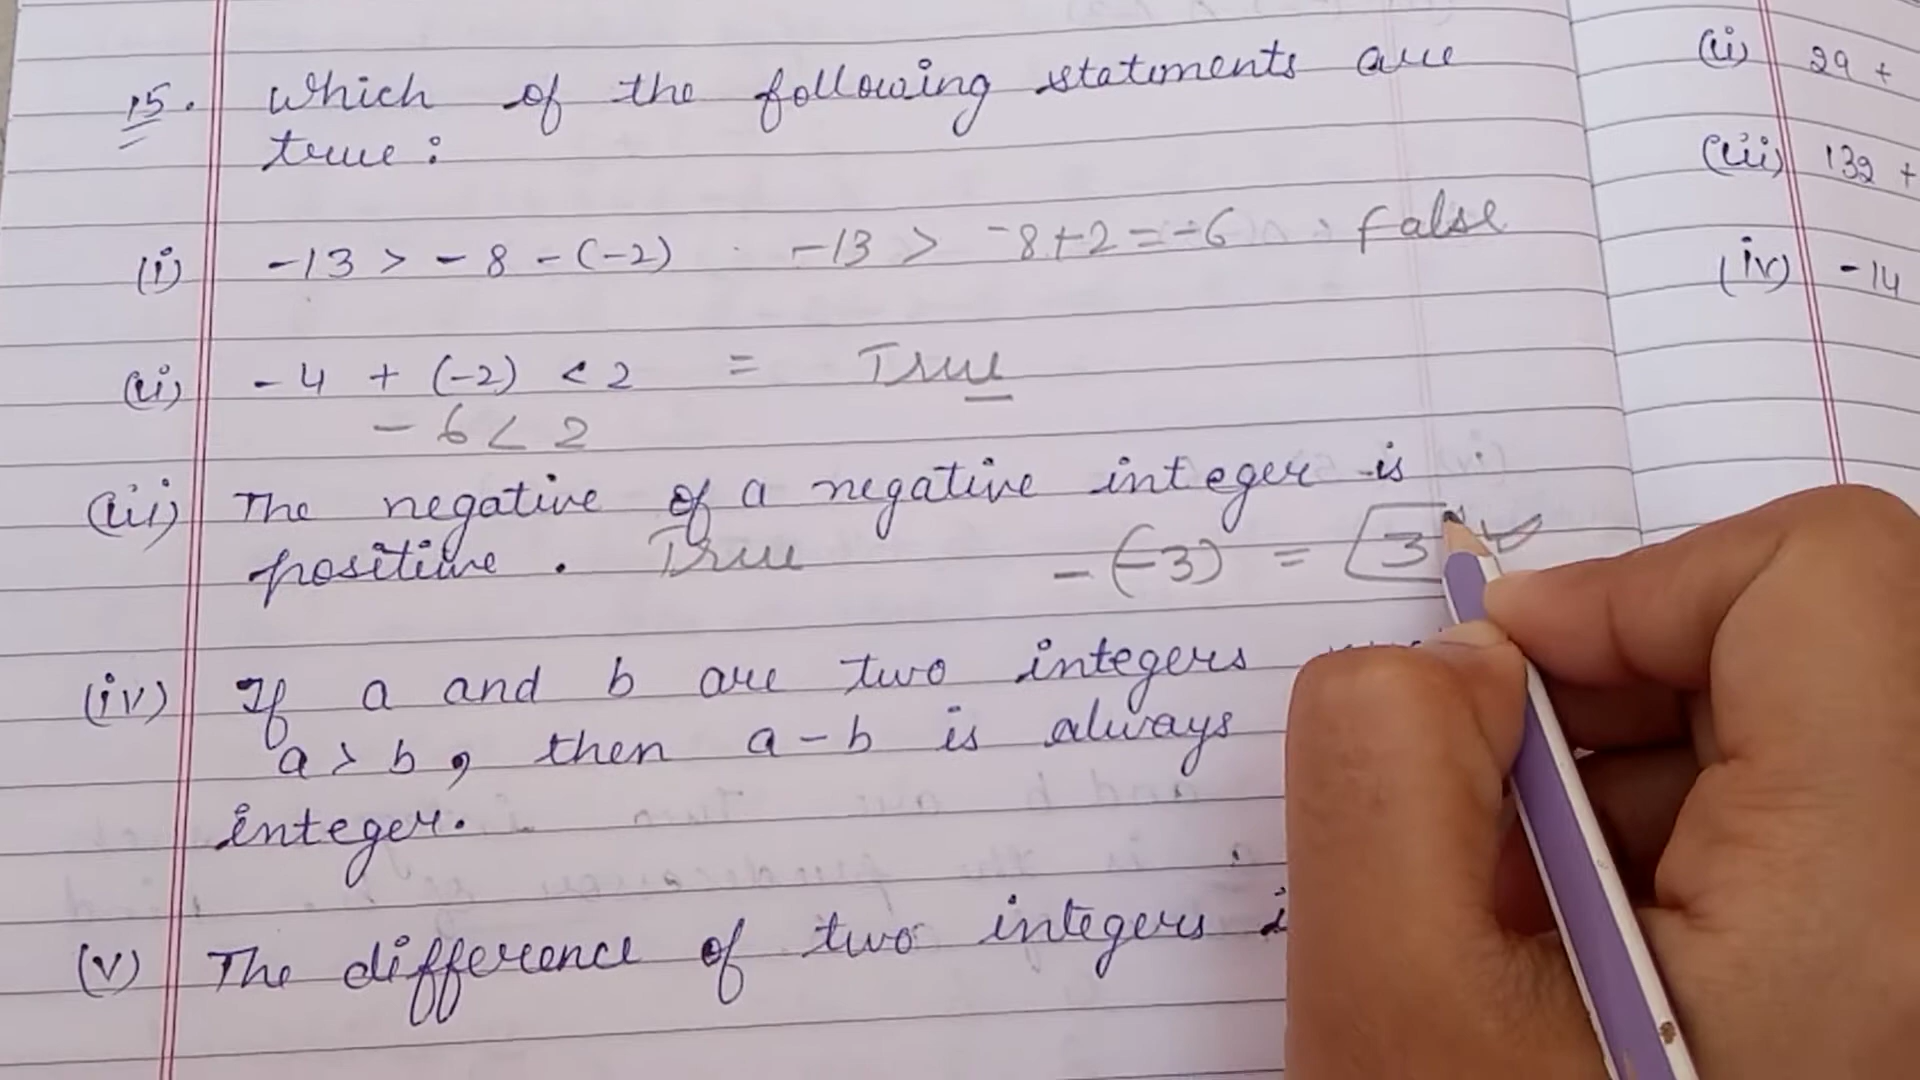 15. Which of the following statements are
true:
(i) -13 > - 8 - (-2) -13 > -8+2=-6 : false
(ii) - 4 + (-2) < 2 = True
- 6 < 2
(iii) The negative of a negative integer is
positive. True -(-3) = 3
(iv) If a and b are two integers
a > b, then a - b is always
integer.
(v) The difference of two integers
(ii) 29 +
(iii) 132 +
(iv) -14